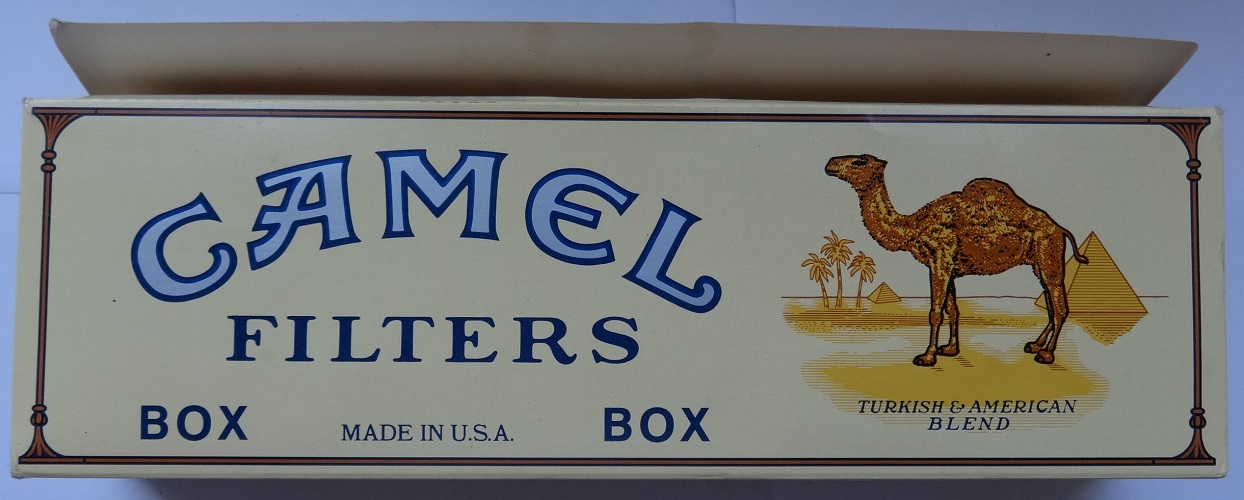 CAMEL
FILTERS
BOX
MADE IN U.S.A.
BOX
TURKISH & AMERICAN
BLEND